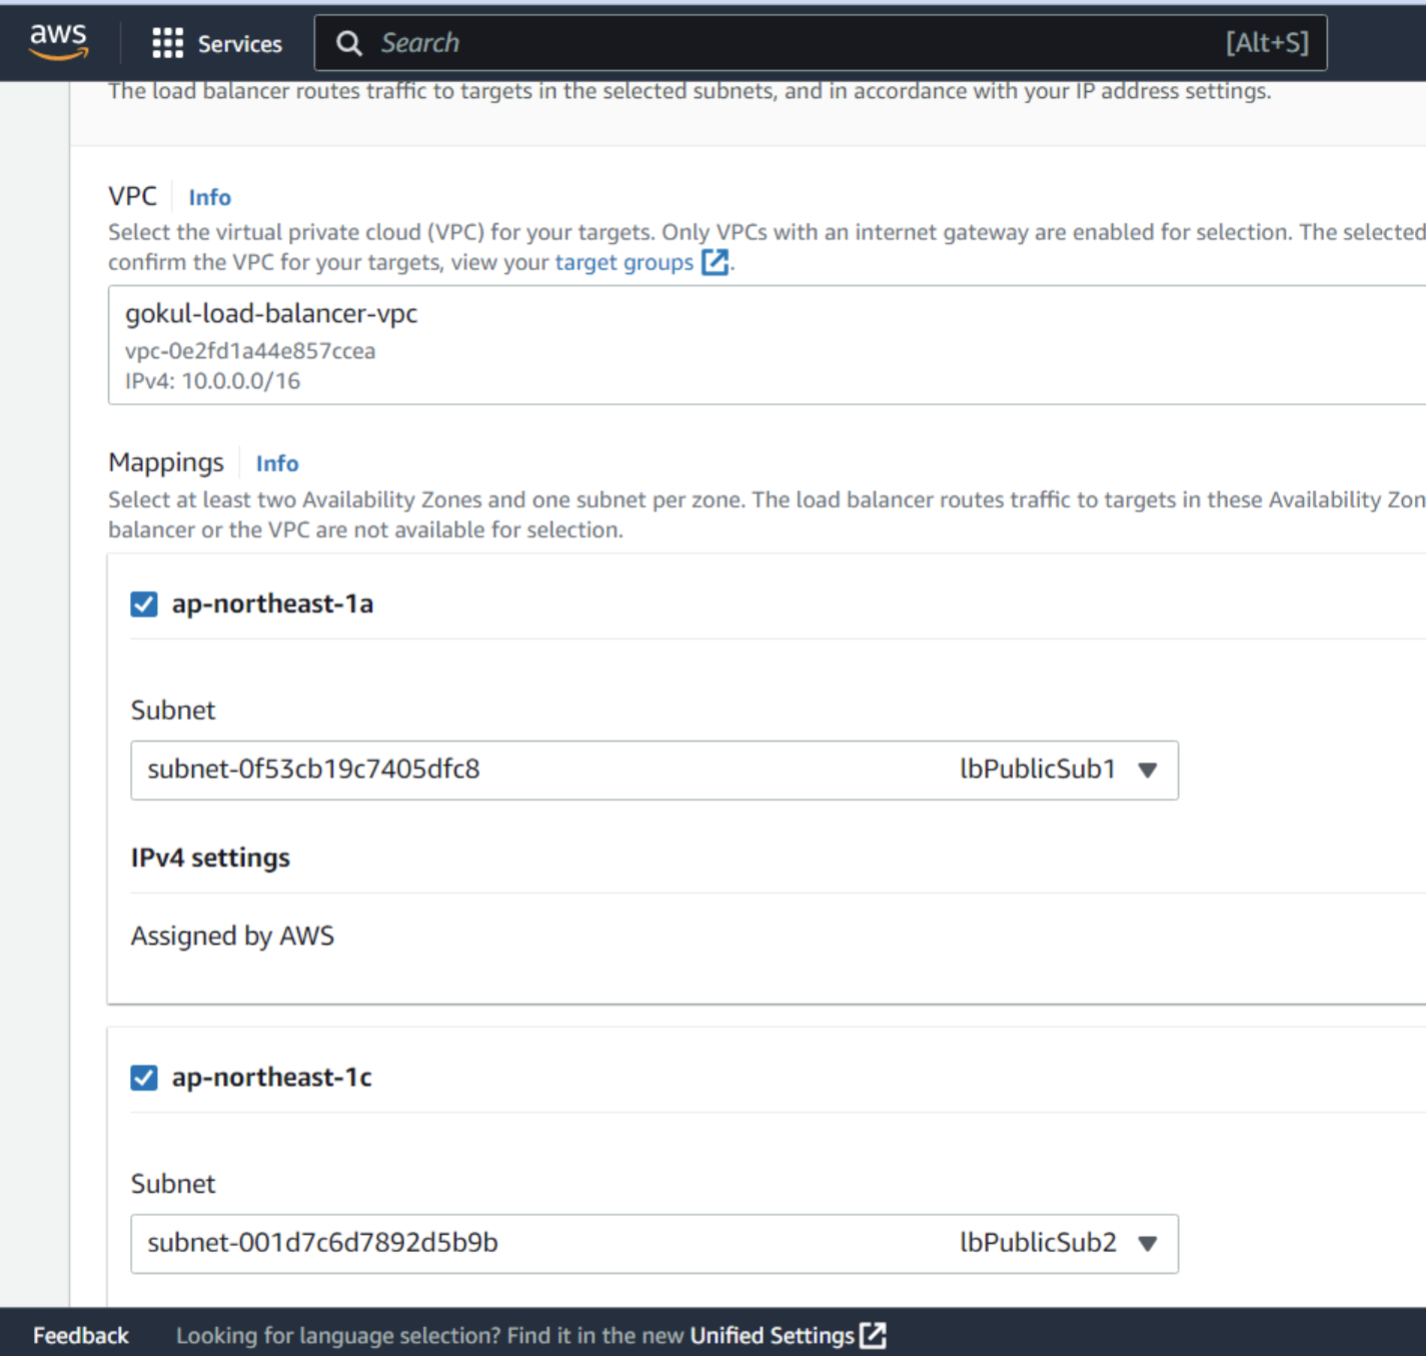 aws
Services
Search
[Alt+S]
The load balancer routes traffic to targets in the selected subnets, and in accordance with your IP address settings.
VPC
Info
Select the virtual private cloud (VPC) for your targets. Only VPCs with an internet gateway are enabled for selection. The selected
confirm the VPC for your targets, view your target groups.
gokul-load-balancer-vpc
vpc-0e2fd1a44e857ccea
IPv4: 10.0.0.0/16
Mappings
Info
Select at least two Availability Zones and one subnet per zone. The load balancer routes traffic to targets in these Availability Zon
balancer or the VPC are not available for selection.
ap-northeast-1a
Subnet
subnet-0f53cb19c7405dfc8
lbPublicSub1
IPv4 settings
Assigned by AWS
ap-northeast-1c
Subnet
subnet-001d7c6d7892d5b9b
lbPublicSub2
Feedback
Looking for language selection? Find it in the new Unified Settings